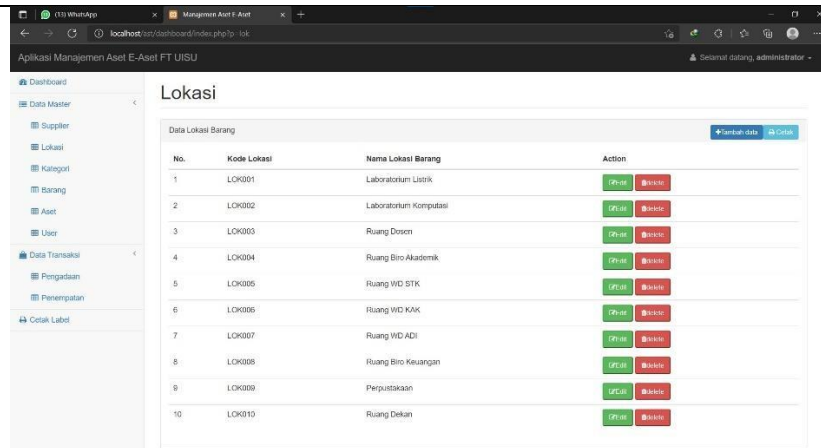 (13) WhatsApp
Manajemen Aset E-Aset
localhost/ast/dashboard/index.php?p=lok
Aplikasi Manajemen Aset E-Aset FT UISU
Selamat datang, administrator
Dashboard
Data Master
Supplier
Lokasi
Kategori
Barang
Aset
User
Data Transaksi
Pengadaan
Penempatan
Cetak Label
Lokasi
Data Lokasi Barang
+Tambah data Cetak
No. Kode Lokasi Nama Lokasi Barang Action
1 LOK001 Laboratorium Listrik Edit delete
2 LOK002 Laboratorium Komputasi Edit delete
3 LOK003 Ruang Dosen Edit delete
4 LOK004 Ruang Biro Akademik Edit delete
5 LOK005 Ruang WD STK Edit delete
6 LOK006 Ruang WD KAK Edit delete
7 LOK007 Ruang WD ADI Edit delete
8 LOK008 Ruang Biro Keuangan Edit delete
9 LOK009 Perpustakaan Edit delete
10 LOK010 Ruang Dekan Edit delete